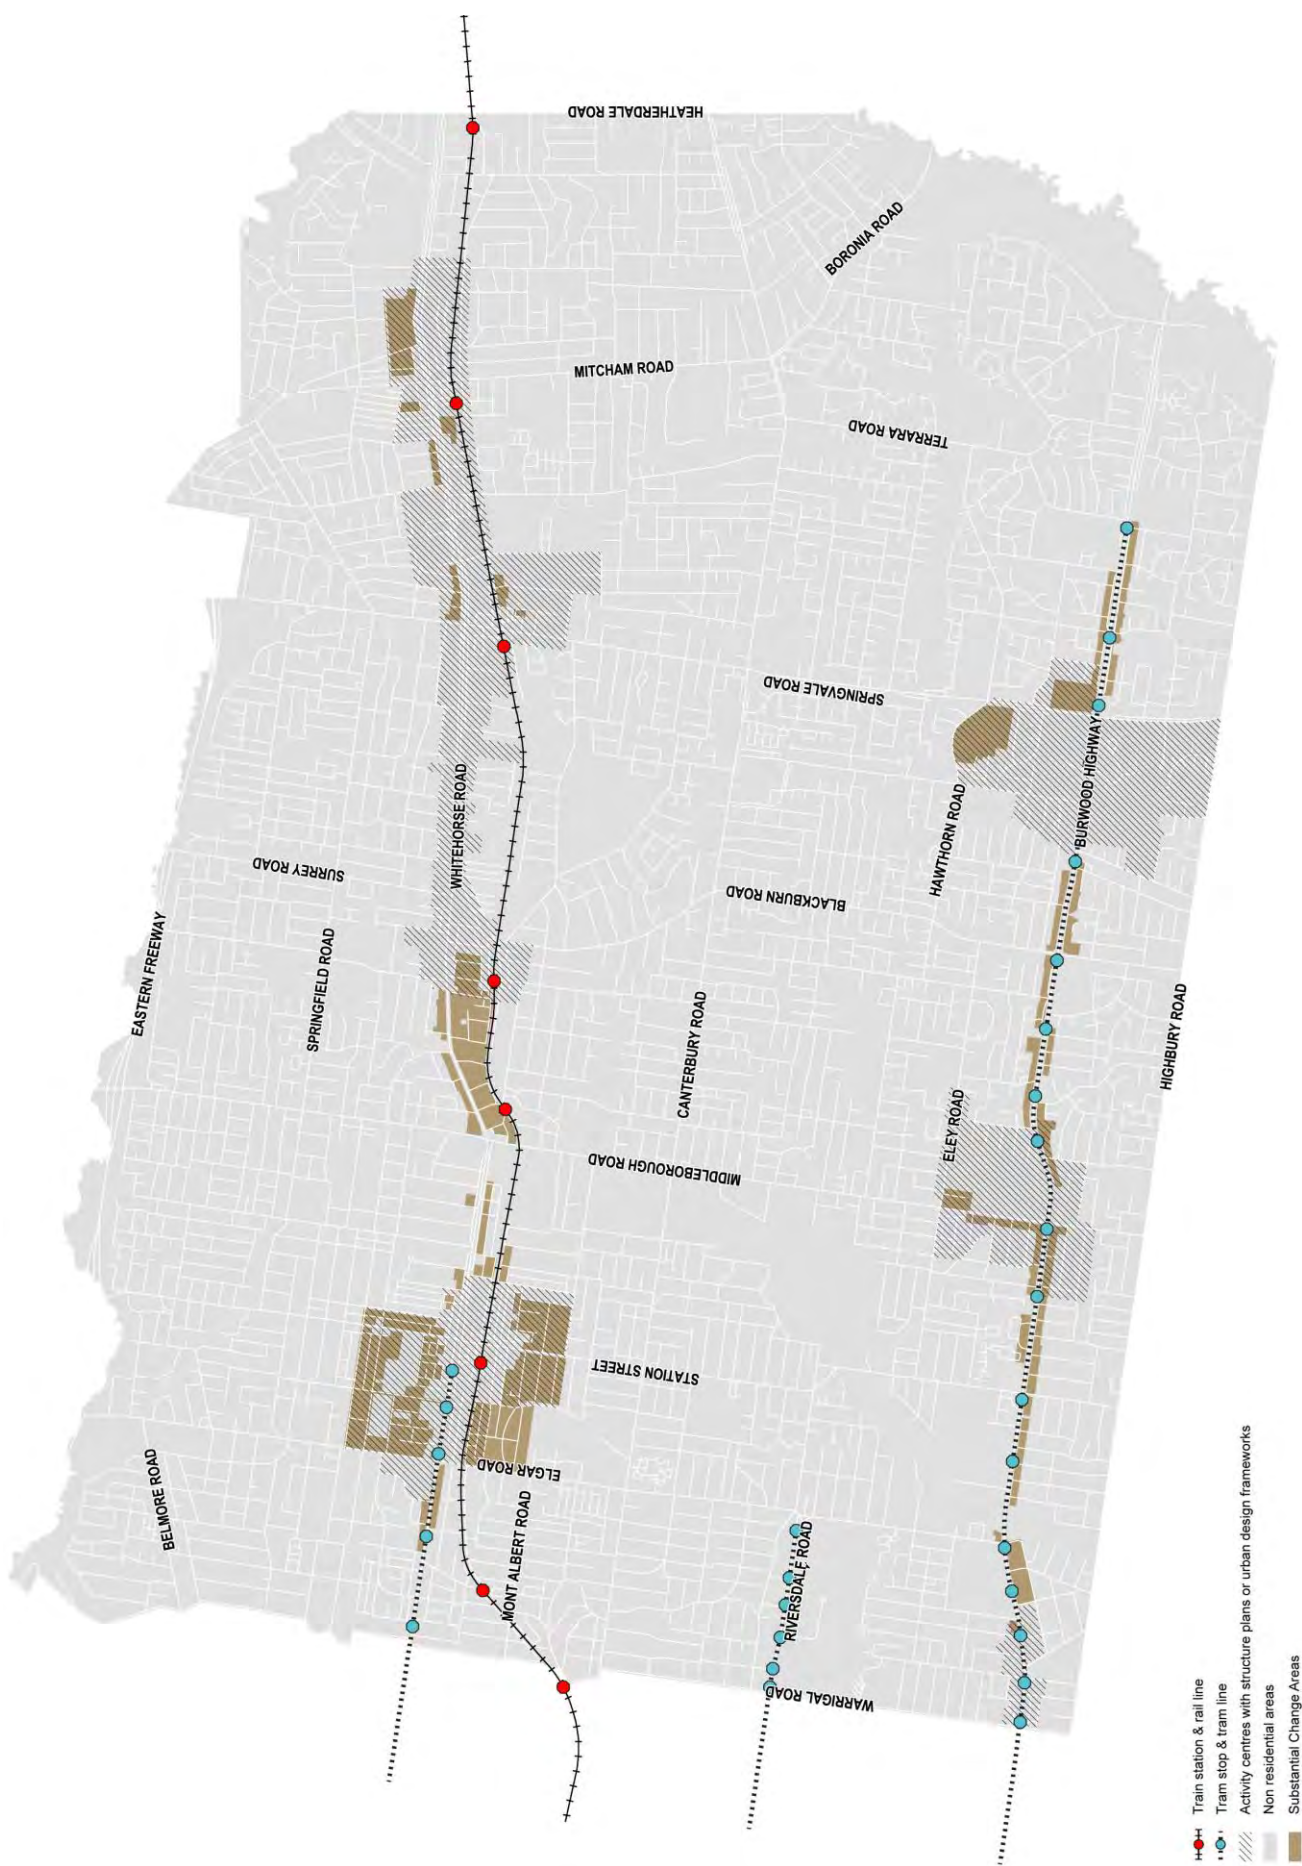 HEATHERDALE ROAD
BORONIA ROAD
MITCHAM ROAD
TERRARA ROAD
SPRINGVALE ROAD
WHITEHORSE ROAD
BURWOOD HIGHWAY
HAWTHORN ROAD
SURREY ROAD
BLACKBURN ROAD
EASTERN FREEWAY
SPRINGFIELD ROAD
CANTERBURY ROAD
HIGHBURY ROAD
ELEY ROAD
MIDDLEBOROUGH ROAD
STATION STREET
ELGAR ROAD
BELMORE ROAD
MONT ALBERT ROAD
RIVERSDALE ROAD
WARRIGAL ROAD
Train station & rail line
Tram stop & tram line
Activity centres with structure plans or urban design frameworks
Non residential areas
Substantial Change Areas